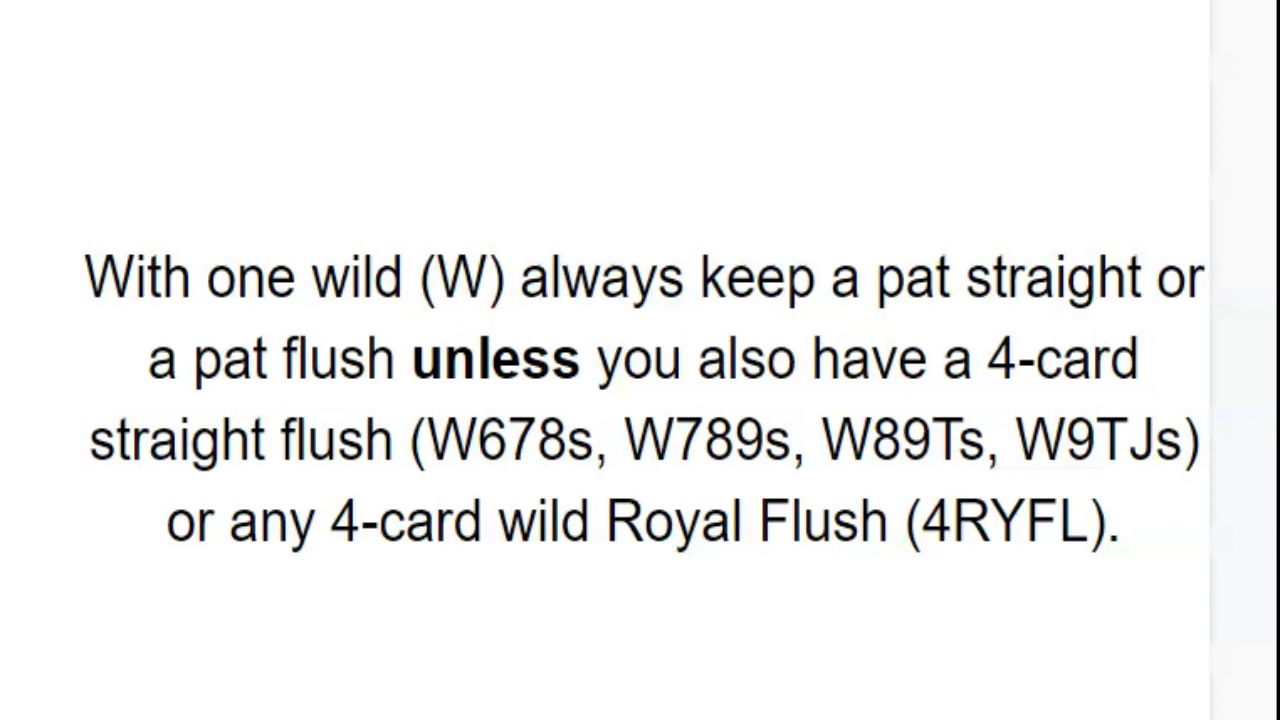 With one wild (W) always keep a pat straight or
a pat flush unless you also have a 4-card
straight flush (W678s, W789s, W89Ts, W9TJs)
or any 4-card wild Royal Flush (4RYFL).